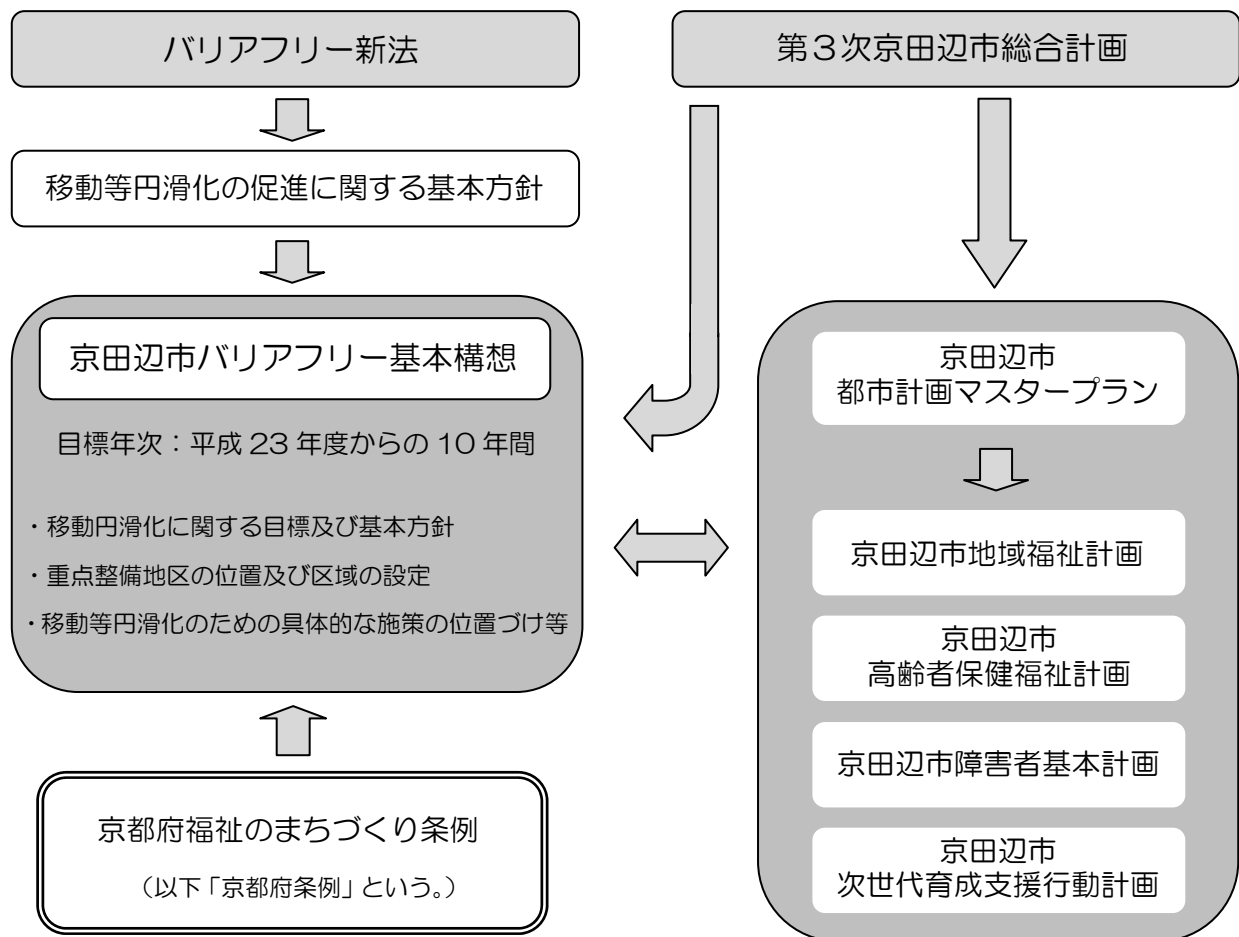 バリアフリー新法
移動等円滑化の促進に関する基本方針
京田辺市バリアフリー基本構想
目標年次：平成 23 年度からの 10 年間
・移動円滑化に関する目標及び基本方針
・重点整備地区の位置及び区域の設定
・移動等円滑化のための具体的な施策の位置づけ等
京都府福祉のまちづくり条例
（以下「京都府条例」という。）
第３次京田辺市総合計画
京田辺市
都市計画マスタープラン
京田辺市地域福祉計画
京田辺市
高齢者保健福祉計画
京田辺市障害者基本計画
京田辺市
次世代育成支援行動計画